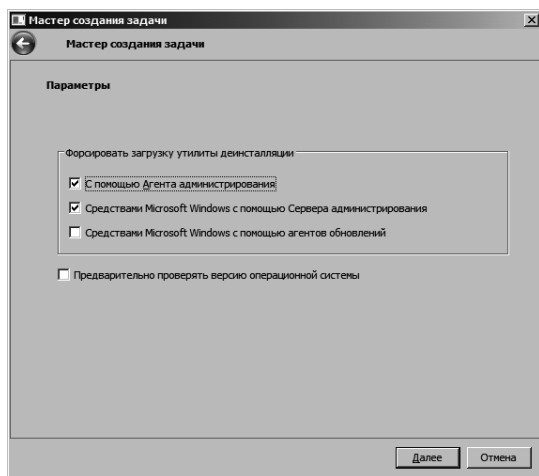 Мастер создания задачи
Мастер создания задачи
Параметры
Форсировать загрузку утилиты деинсталляции
С помощью Агента администрирования
Средствами Microsoft Windows с помощью Сервера администрирования
Средствами Microsoft Windows с помощью агентов обновлений
Предварительно проверять версию операционной системы
Далее Отмена